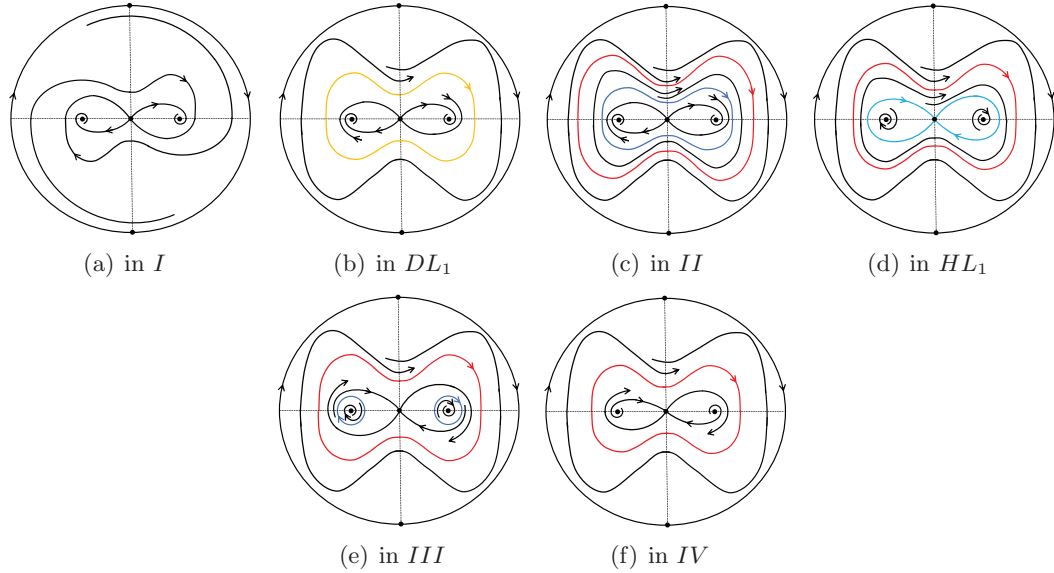 (a) in I
(b) in DL₁
(c) in II
(d) in HL₁
(e) in III
(f) in IV